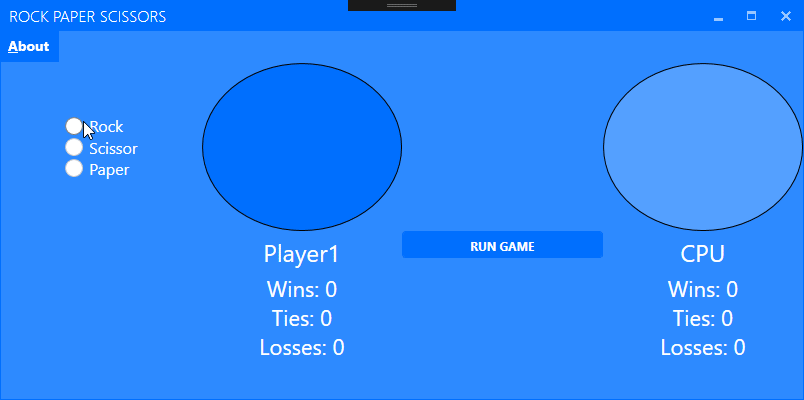 ROCK PAPER SCISSORS
About
Rock
Scissor
Paper
RUN GAME
Player1
Wins: 0
Ties: 0
Losses: 0
CPU
Wins: 0
Ties: 0
Losses: 0